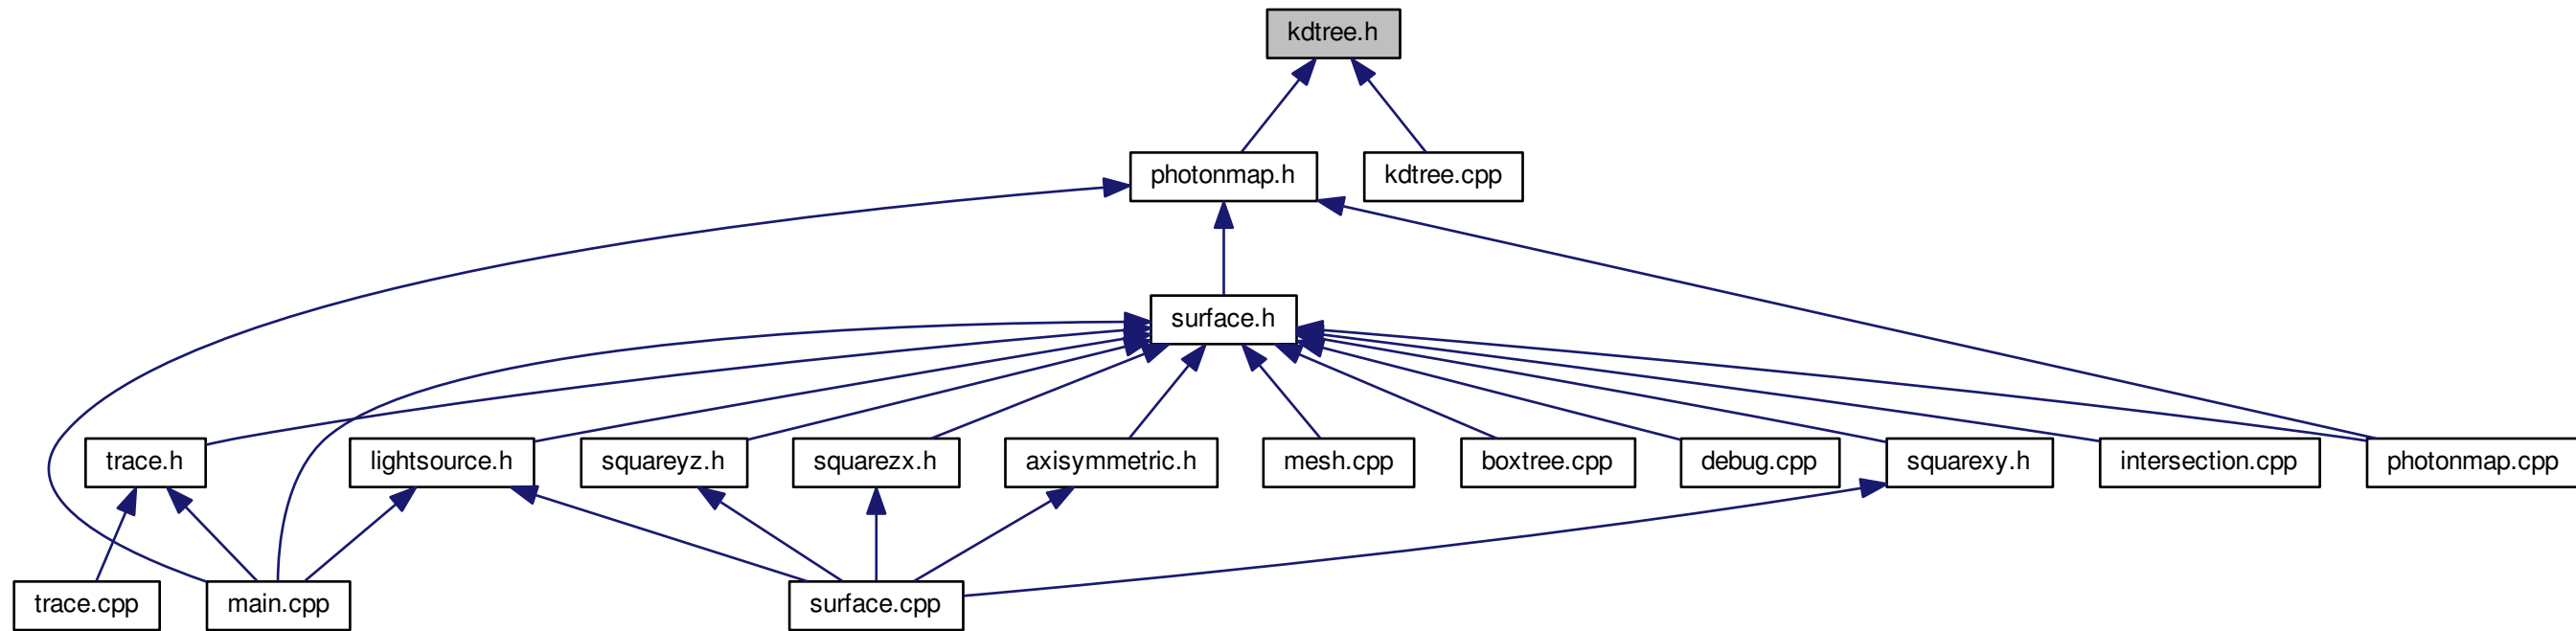 kdtree.h
photonmap.h
kdtree.cpp
surface.h
trace.h
lightsource.h
squareyz.h
squarezx.h
axisymmetric.h
mesh.cpp
boxtree.cpp
debug.cpp
squarexy.h
intersection.cpp
photonmap.cpp
trace.cpp
main.cpp
surface.cpp